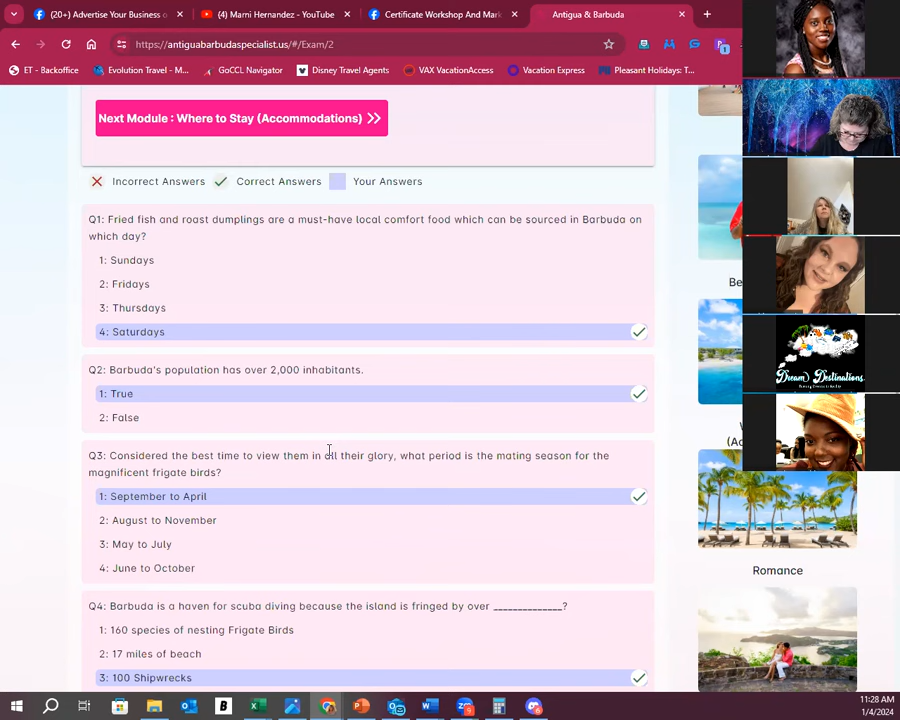 (20+) Advertise Your Business o
(4) Marni Hernandez - YouTube
Certificate Workshop And Mark
Antigua & Barbuda
https://antiguabarbudaspecialist.us/#/Exam/2
1
ET - Backoffice
Evolution Travel - M...
GoCCL Navigator
Disney Travel Agents
VAX VacationAccess
Vacation Express
Pleasant Holidays: T...
Next Module : Where to Stay (Accommodations) >>
Incorrect Answers
Correct Answers
Your Answers
Q1: Fried fish and roast dumplings are a must-have local comfort food which can be sourced in Barbuda on
which day?
1: Sundays
2: Fridays
3: Thursdays
4: Saturdays
Q2: Barbuda's population has over 2,000 inhabitants.
1: True
2: False
Q3: Considered the best time to view them in all their glory, what period is the mating season for the
magnificent frigate birds?
1: September to April
2: August to November
3: May to July
4: June to October
Q4: Barbuda is a haven for scuba diving because the island is fringed by over ______________?
1: 160 species of nesting Frigate Birds
2: 17 miles of beach
3: 100 Shipwrecks
Be
(Ac
Romance
Dream Destinations
11:28 AM
1/4/2024